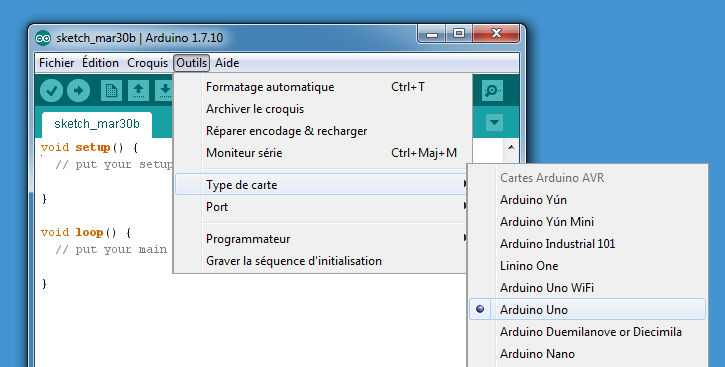 sketch_mar30b | Arduino 1.7.10
Fichier Édition Croquis Outils Aide
sketch_mar30b
void setup() {
// put your setup
}
void loop() {
// put your main
}
Formatage automatique Ctrl+T
Archiver le croquis
Réparer encodage & recharger
Moniteur série Ctrl+Maj+M
Type de carte
Port
Programmateur
Graver la séquence d'initialisation
Cartes Arduino AVR
Arduino Yún
Arduino Yún Mini
Arduino Industrial 101
Linino One
Arduino Uno WiFi
Arduino Uno
Arduino Duemilanove or Diecimila
Arduino Nano